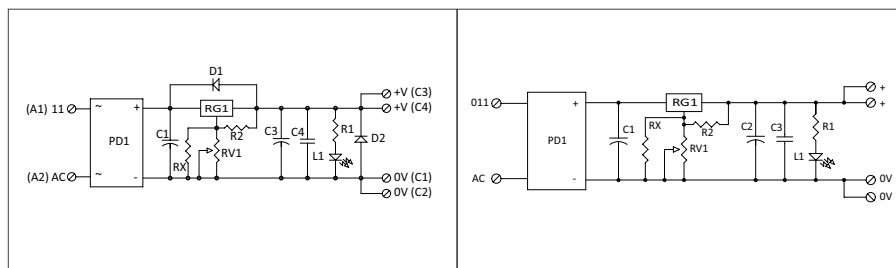 D1
+V (C3)
(A1) 11
~
+
RG1
+V (C4)
C1
PD1
R2
C3
C4
R1
D2
RX
RV1
L1
(A2) AC
~
-
0V (C1)
0V (C2)
+
011
+
RG1
+
C1
PD1
RX
R2
RV1
C2
C3
R1
L1
AC
-
0V
0V